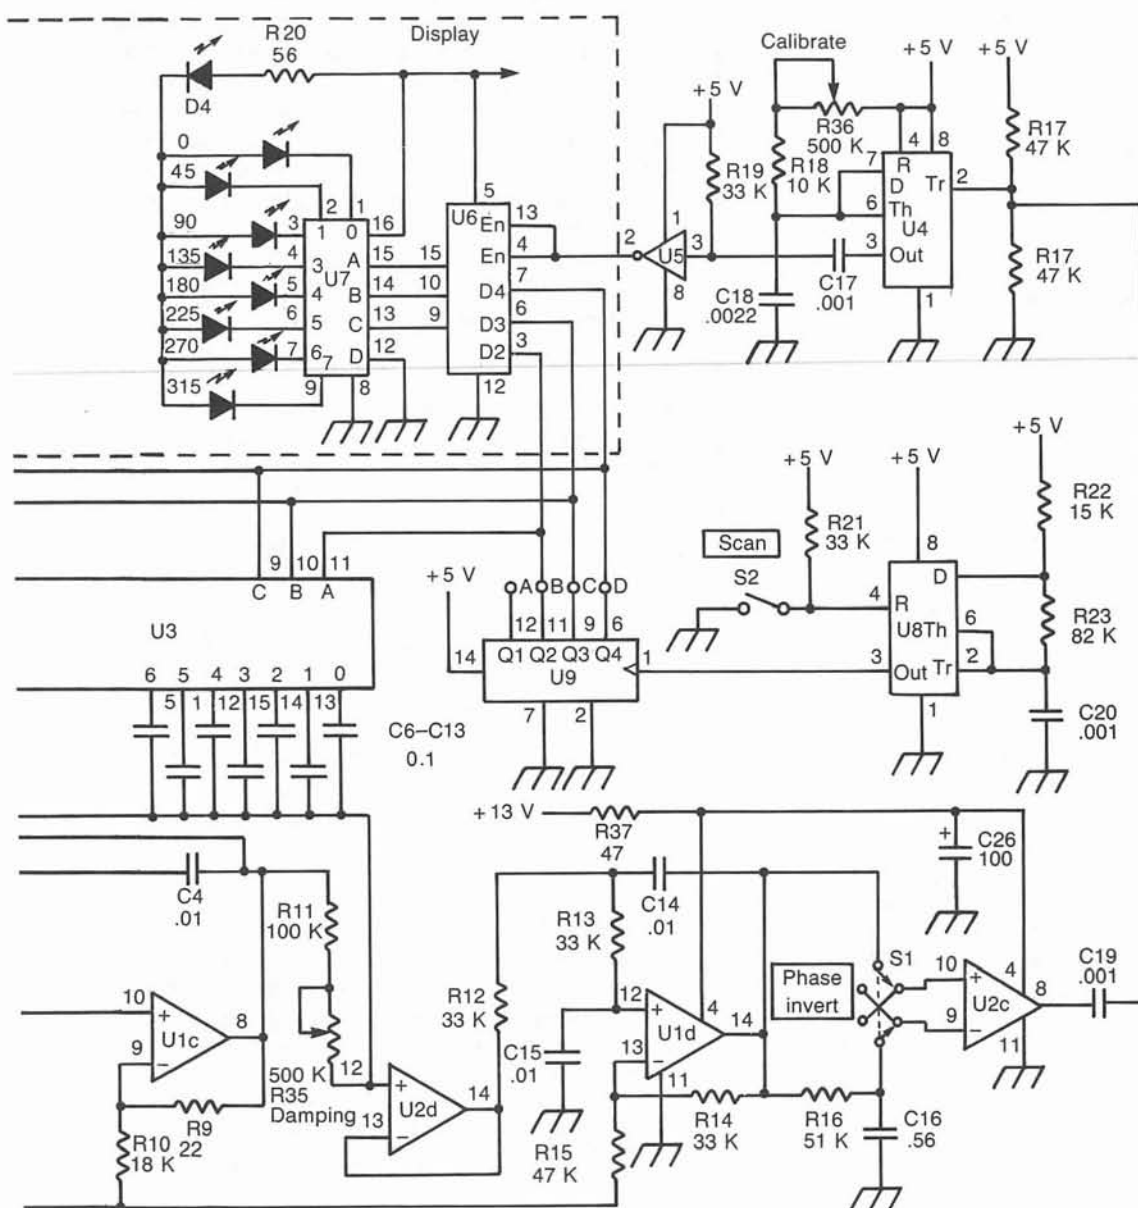 R20
56
Display
D4
0
45
90
135
180
225
270
315
2
1
3
4
5
6
7
9
1
0
3
4
5
6
7
U7
A
B
C
D
16
15
14
13
12
8
5
U6
En
En
D4
D3
D2
15
10
9
13
4
7
6
3
12
+5 V
R19
33 K
1
2
U5
3
8
Calibrate
R36
500 K
R18
10 K
C17
.001
C18
.0022
+5 V
+5 V
4
8
7
R
D
6
Th
U4
Tr
2
3
Out
1
R17
47 K
R17
47 K
9
10
11
C
B
A
U3
6
5
4
3
2
1
0
5
1
12
15
14
13
C6–C13
0.1
+5 V
A
B
C
D
12
11
9
6
14
Q1
Q2
Q3
Q4
U9
1
7
2
Scan
S2
+5 V
R21
33 K
+5 V
8
D
4
R
U8
Th
6
Tr
2
3
Out
1
+5 V
R22
15 K
R23
82 K
C20
.001
C4
.01
R11
100 K
500 K
R35
Damping
10
+
U1c
8
9
−
R9
22
R10
18 K
12
+
U2d
14
13
−
R12
33 K
+13 V
R37
47
R13
33 K
C14
.01
C15
.01
12
+
4
U1d
14
13
−
11
R14
33 K
R15
47 K
R16
51 K
C16
.56
Phase
invert
S1
+
C26
100
10
+
4
U2c
8
9
−
11
C19
.001